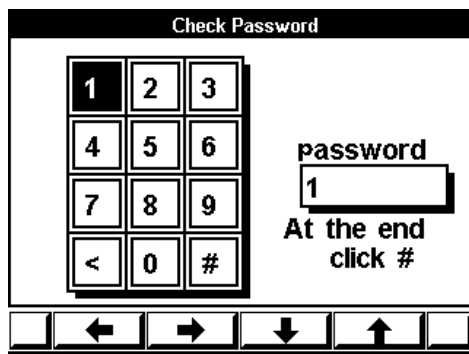 Check Password
1 2 3
4 5 6
password
7 8 9
1
At the end
< 0 #
click #